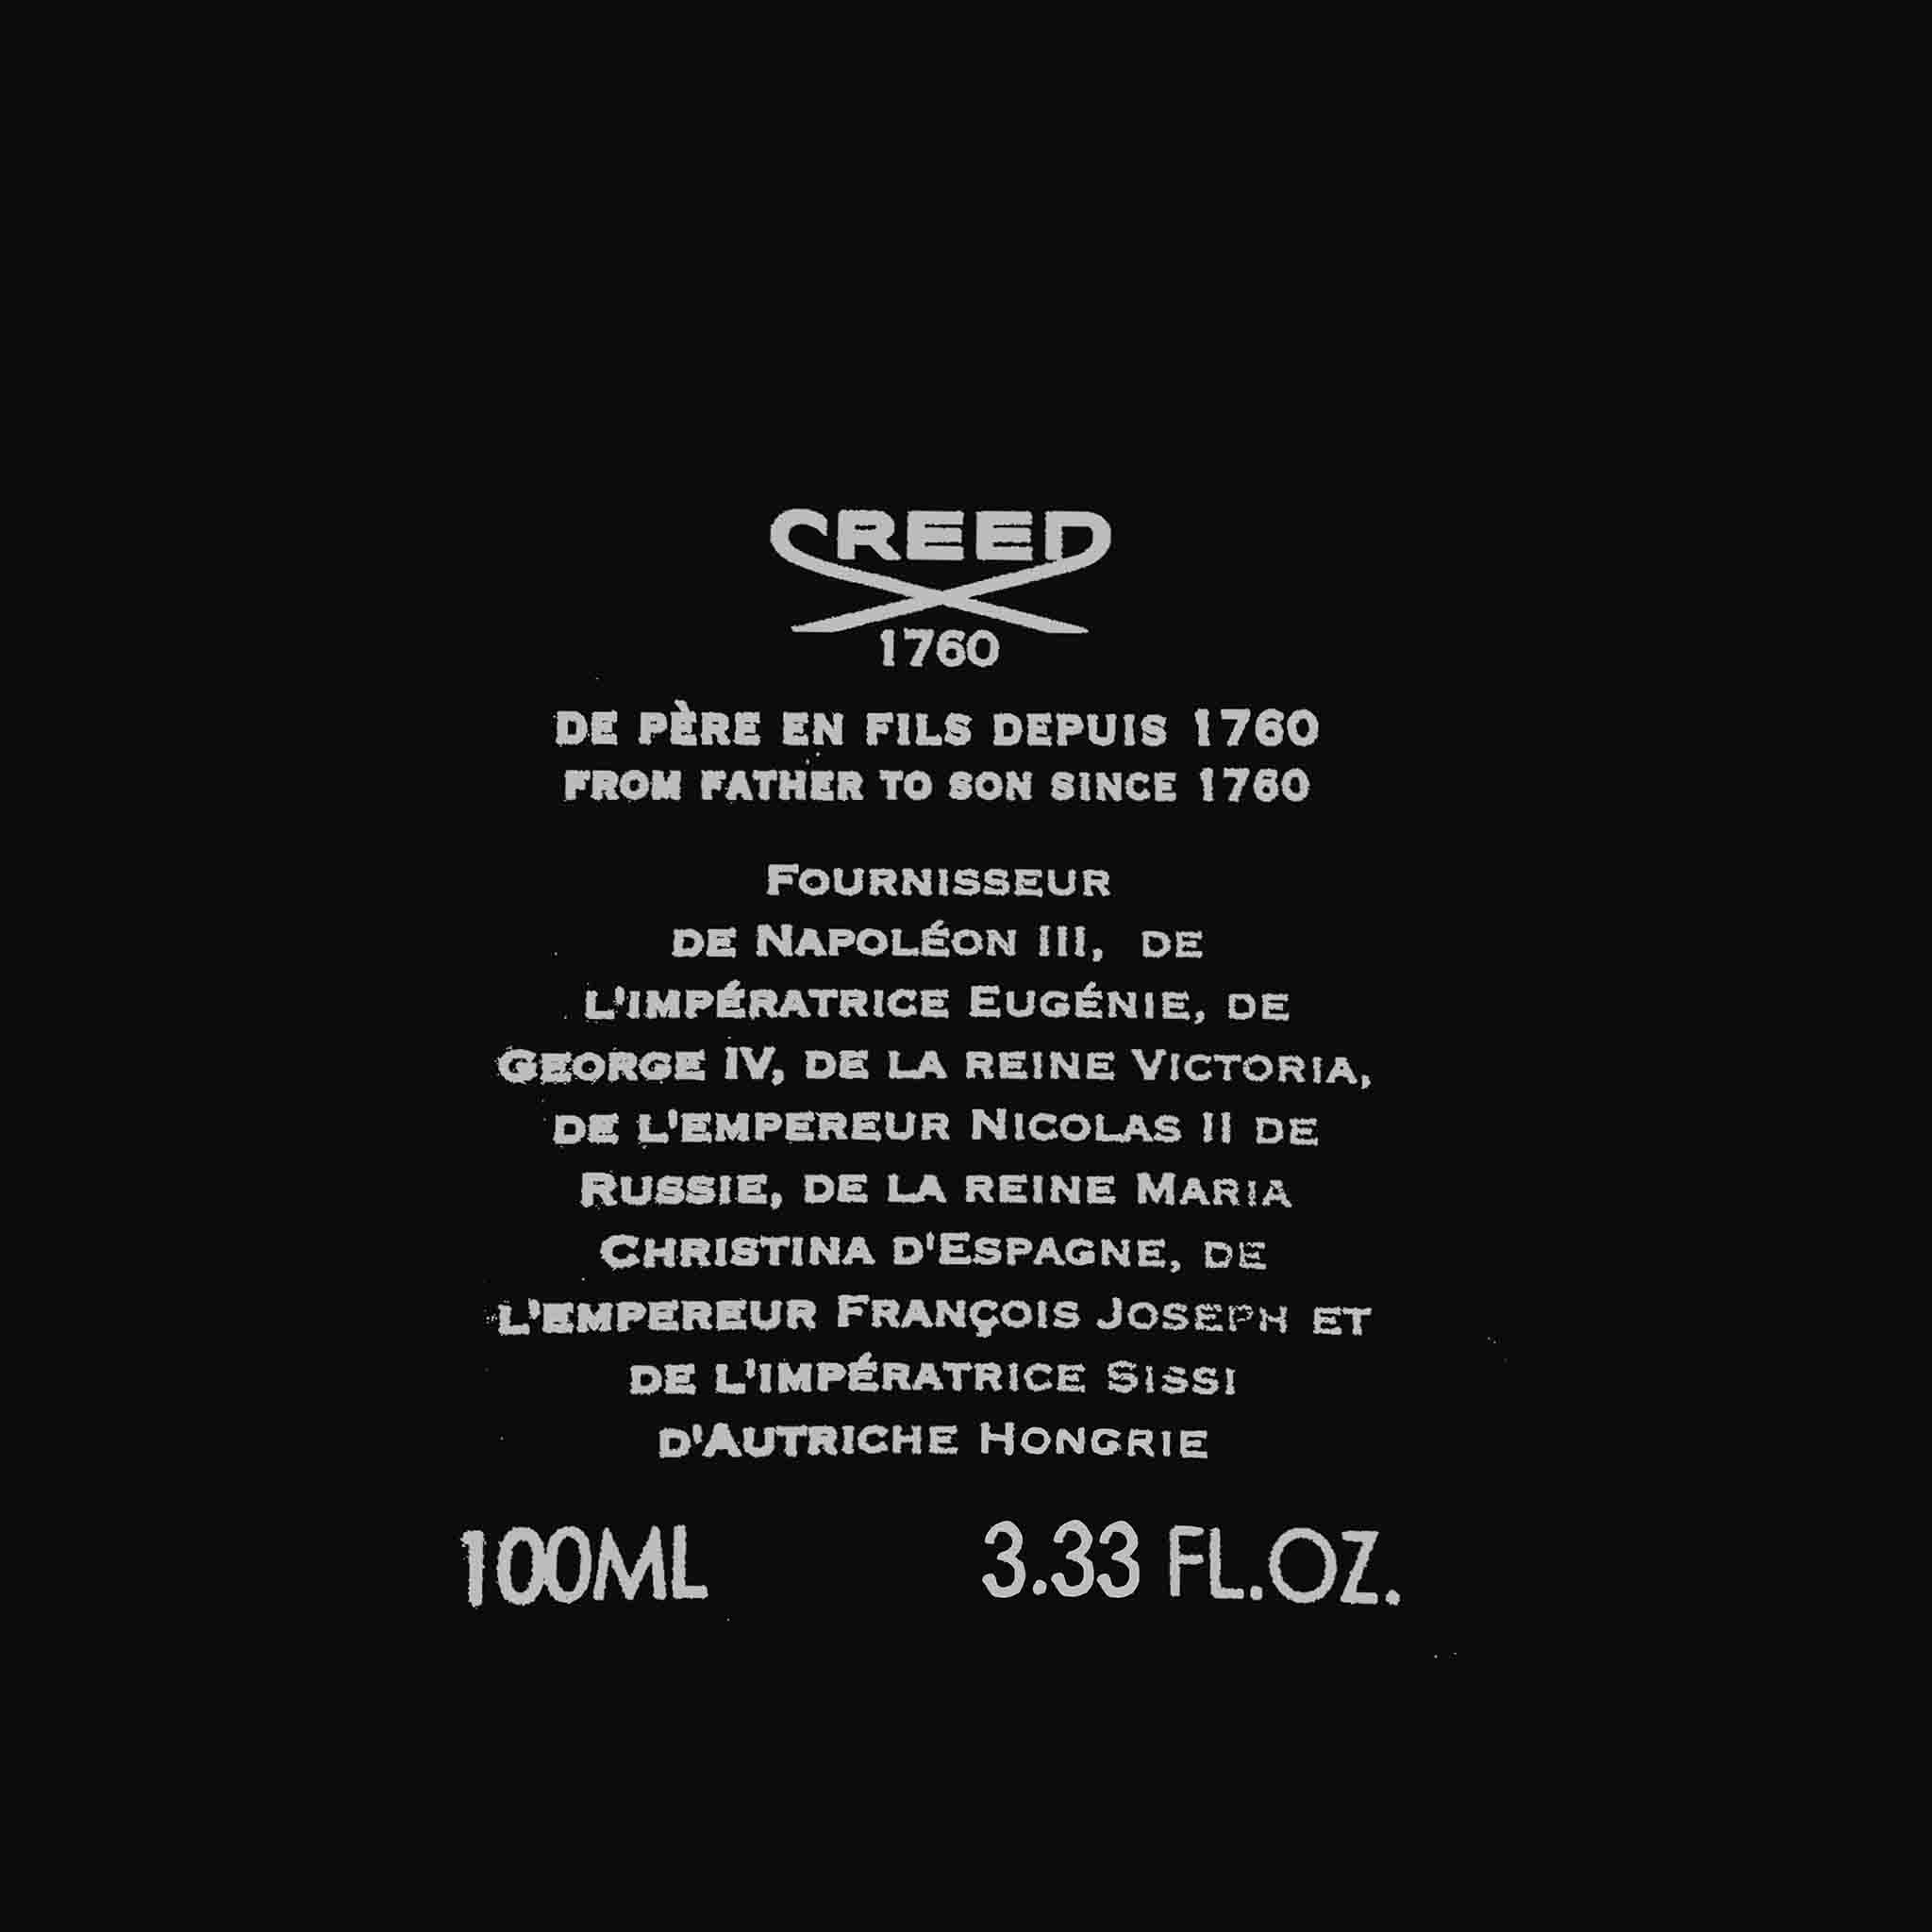 CREED
1760
DE PÈRE EN FILS DEPUIS 1760
FROM FATHER TO SON SINCE 1760
FOURNISSEUR
DE NAPOLÉON III, DE
L'IMPÉRATRICE EUGÉNIE, DE
GEORGE IV, DE LA REINE VICTORIA,
DE L'EMPEREUR NICOLAS II DE
RUSSIE, DE LA REINE MARIA
CHRISTINA D'ESPAGNE, DE
L'EMPEREUR FRANÇOIS JOSEPH ET
DE L'IMPÉRATRICE SISSI
D'AUTRICHE HONGRIE
100ML 3.33 FL.OZ.